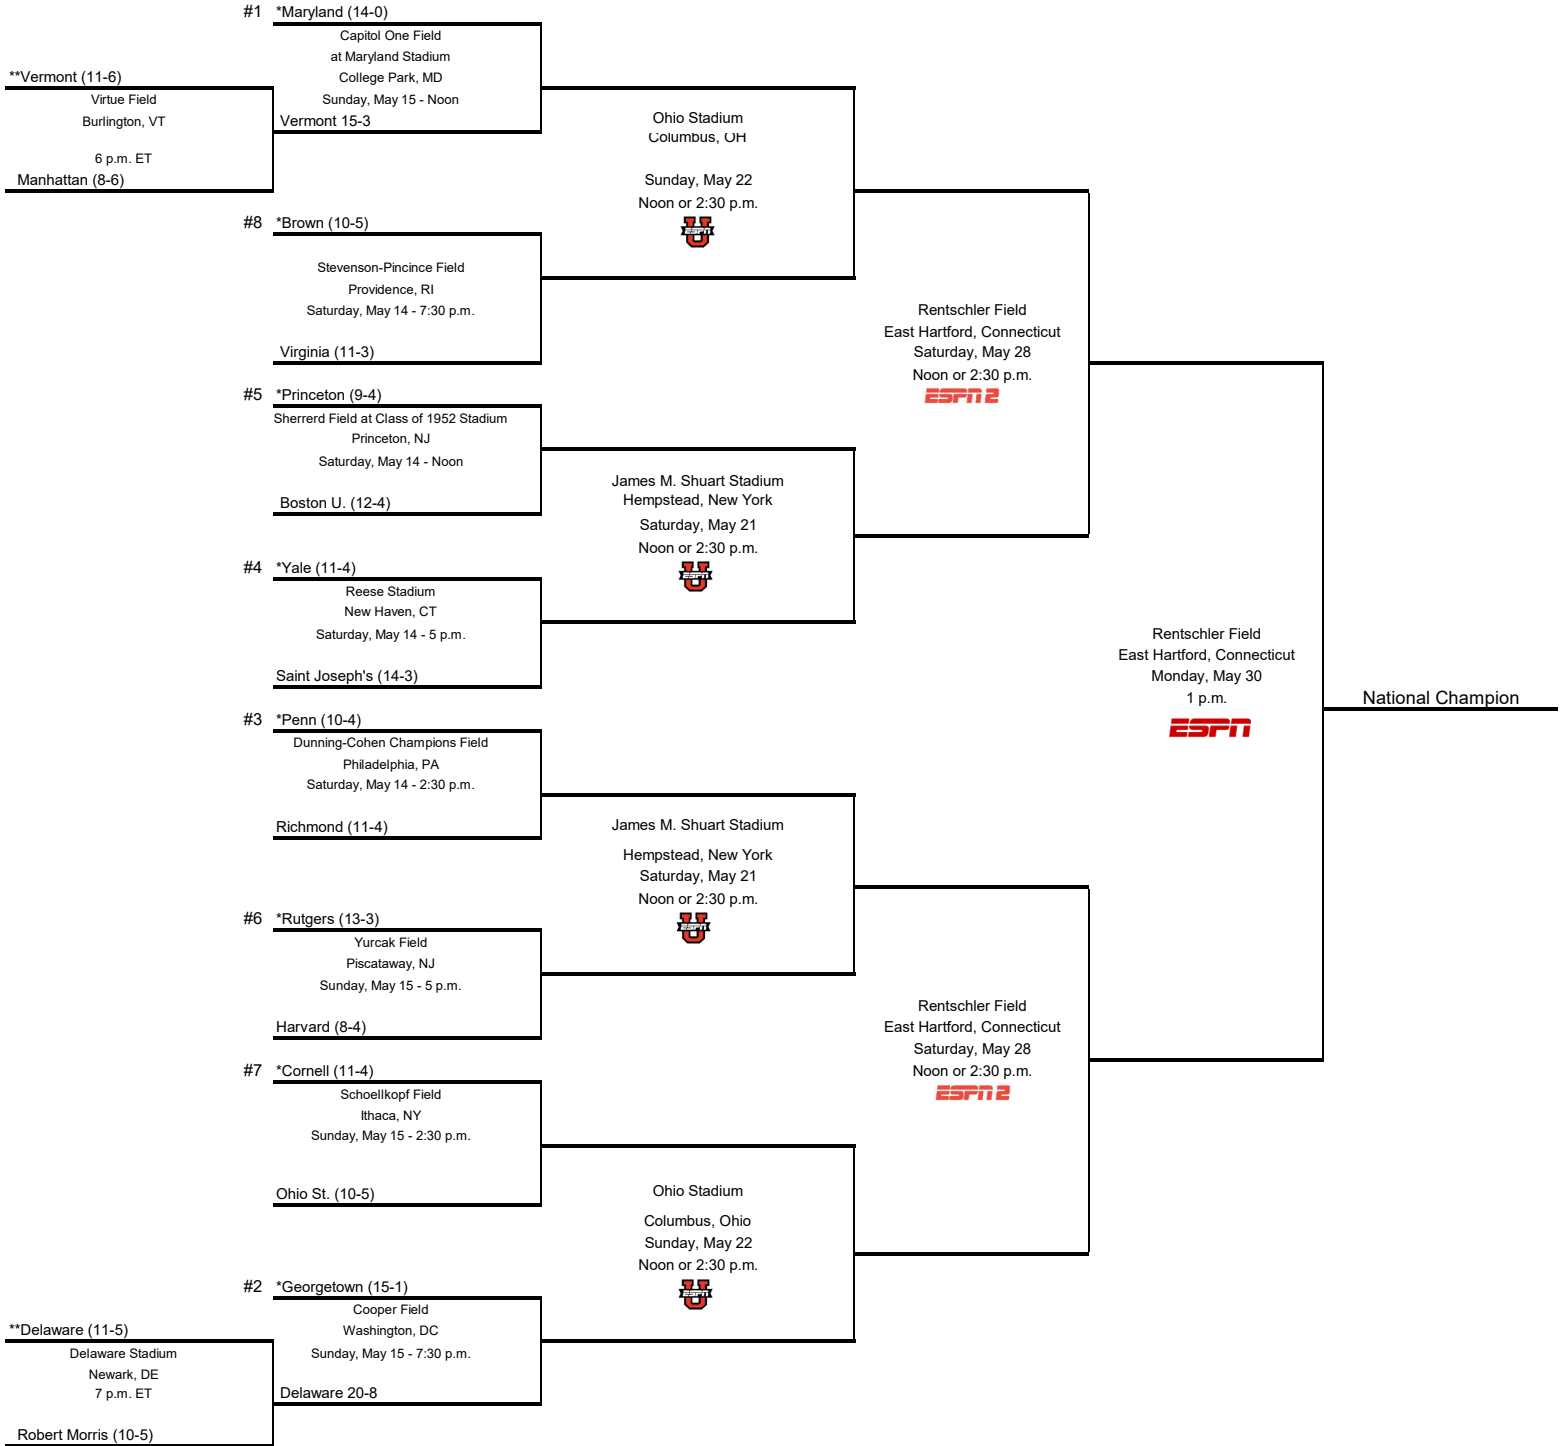 #1 *Maryland (14-0)
Capitol One Field
at Maryland Stadium
College Park, MD
Sunday, May 15 - Noon
Vermont 15-3
**Vermont (11-6)
Virtue Field
Burlington, VT
6 p.m. ET
Manhattan (8-6)
#8 *Brown (10-5)
Stevenson-Pincince Field
Providence, RI
Saturday, May 14 - 7:30 p.m.
Virginia (11-3)
#5 *Princeton (9-4)
Sherrerd Field at Class of 1952 Stadium
Princeton, NJ
Saturday, May 14 - Noon
Boston U. (12-4)
#4 *Yale (11-4)
Reese Stadium
New Haven, CT
Saturday, May 14 - 5 p.m.
Saint Joseph's (14-3)
#3 *Penn (10-4)
Dunning-Cohen Champions Field
Philadelphia, PA
Saturday, May 14 - 2:30 p.m.
Richmond (11-4)
#6 *Rutgers (13-3)
Yurcak Field
Piscataway, NJ
Sunday, May 15 - 5 p.m.
Harvard (8-4)
#7 *Cornell (11-4)
Schoellkopf Field
Ithaca, NY
Sunday, May 15 - 2:30 p.m.
Ohio St. (10-5)
#2 *Georgetown (15-1)
Cooper Field
Washington, DC
Sunday, May 15 - 7:30 p.m.
Delaware 20-8
**Delaware (11-5)
Delaware Stadium
Newark, DE
7 p.m. ET
Robert Morris (10-5)
Ohio Stadium
Columbus, OH
Sunday, May 22
Noon or 2:30 p.m.
ESPN U
James M. Shuart Stadium
Hempstead, New York
Saturday, May 21
Noon or 2:30 p.m.
ESPN U
James M. Shuart Stadium
Hempstead, New York
Saturday, May 21
Noon or 2:30 p.m.
ESPN U
Ohio Stadium
Columbus, Ohio
Sunday, May 22
Noon or 2:30 p.m.
ESPN U
Rentschler Field
East Hartford, Connecticut
Saturday, May 28
Noon or 2:30 p.m.
ESPN 2
Rentschler Field
East Hartford, Connecticut
Saturday, May 28
Noon or 2:30 p.m.
ESPN 2
Rentschler Field
East Hartford, Connecticut
Monday, May 30
1 p.m.
ESPN
National Champion